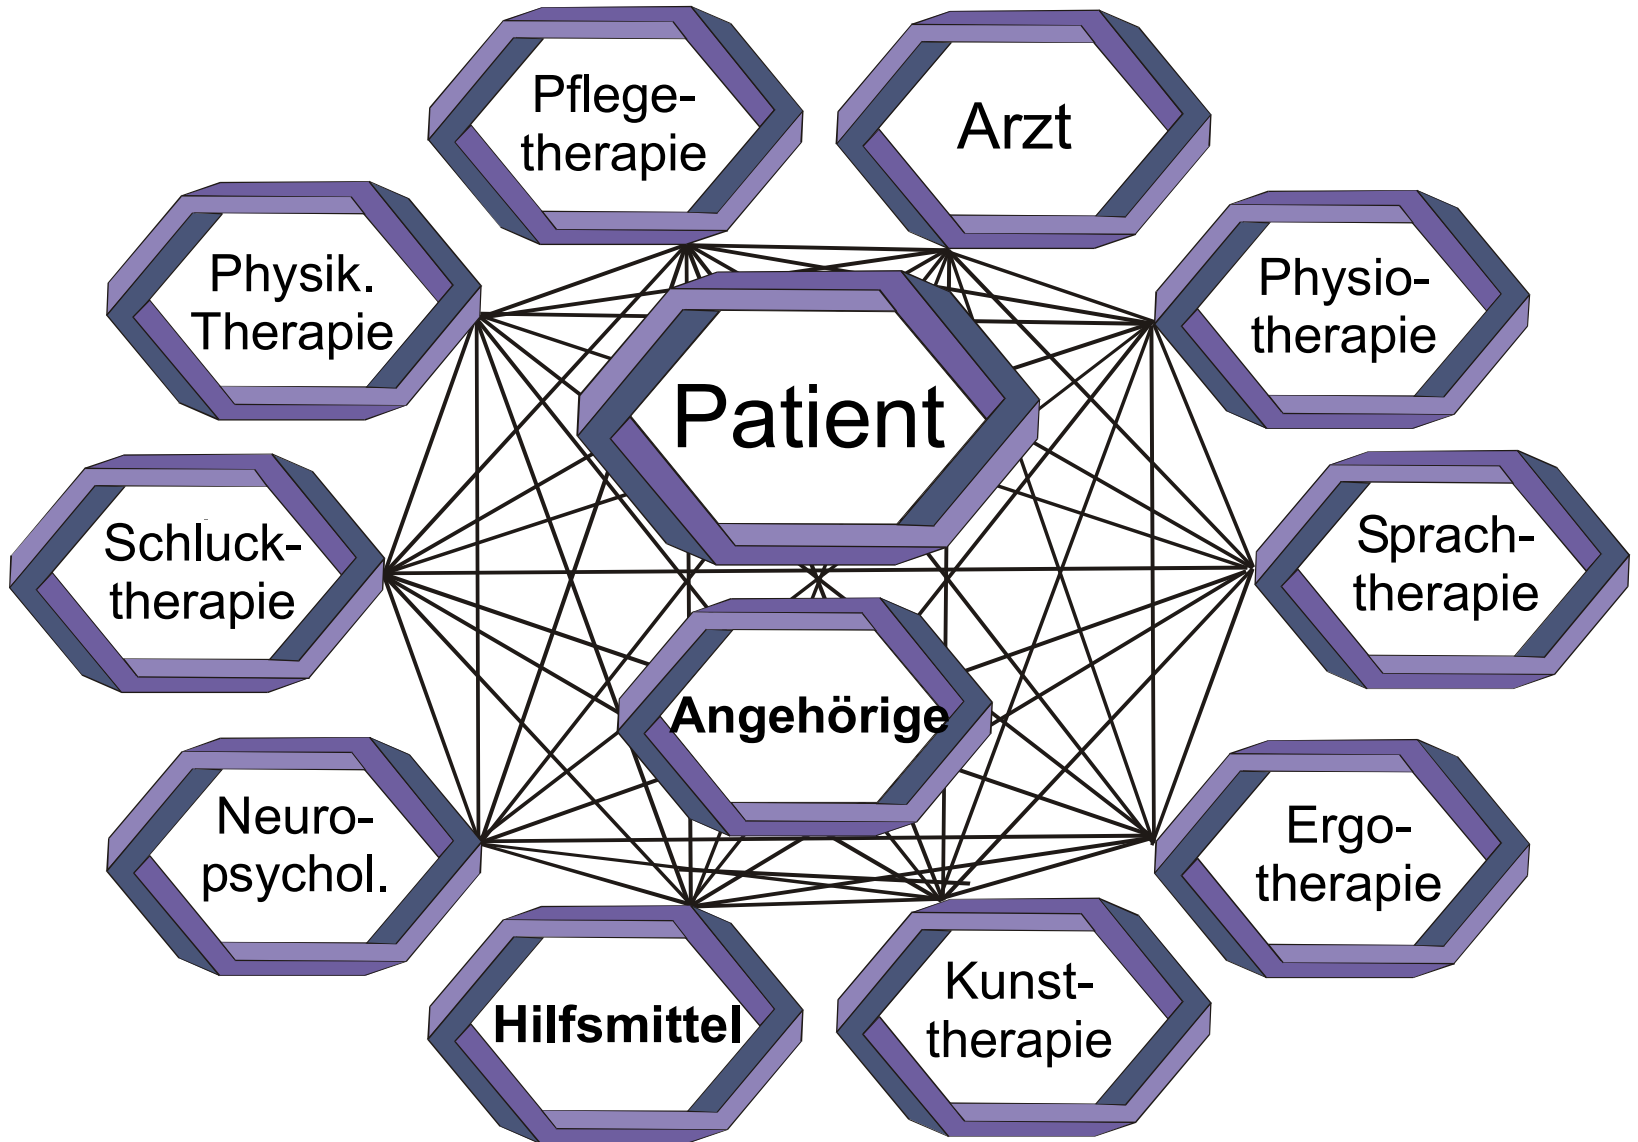 Pflege-
therapie
Arzt
Physik.
Therapie
Physio-
therapie
Patient
Schluck-
therapie
Sprach-
therapie
Angehörige
Neuro-
psychol.
Ergo-
therapie
Hilfsmittel
Kunst-
therapie